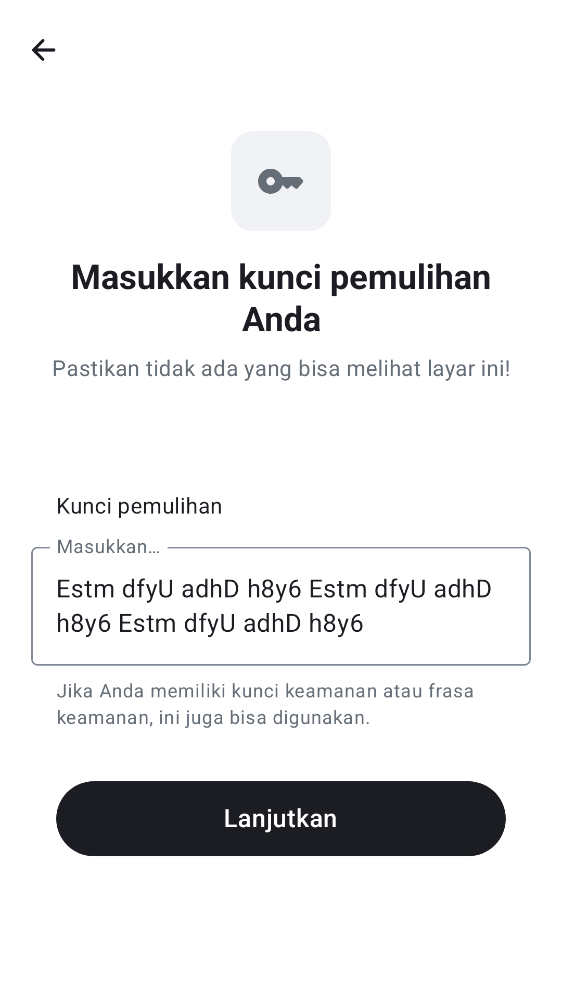 Masukkan kunci pemulihan
Anda
Pastikan tidak ada yang bisa melihat layar ini!
Kunci pemulihan
Masukkan...
Estm dfyU adhD h8y6 Estm dfyU adhD
h8y6 Estm dfyU adhD h8y6
Jika Anda memiliki kunci keamanan atau frasa
keamanan, ini juga bisa digunakan.
Lanjutkan